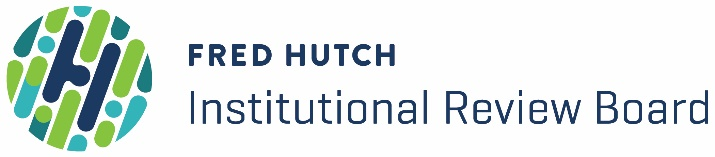 FRED HUTCH
Institutional Review Board